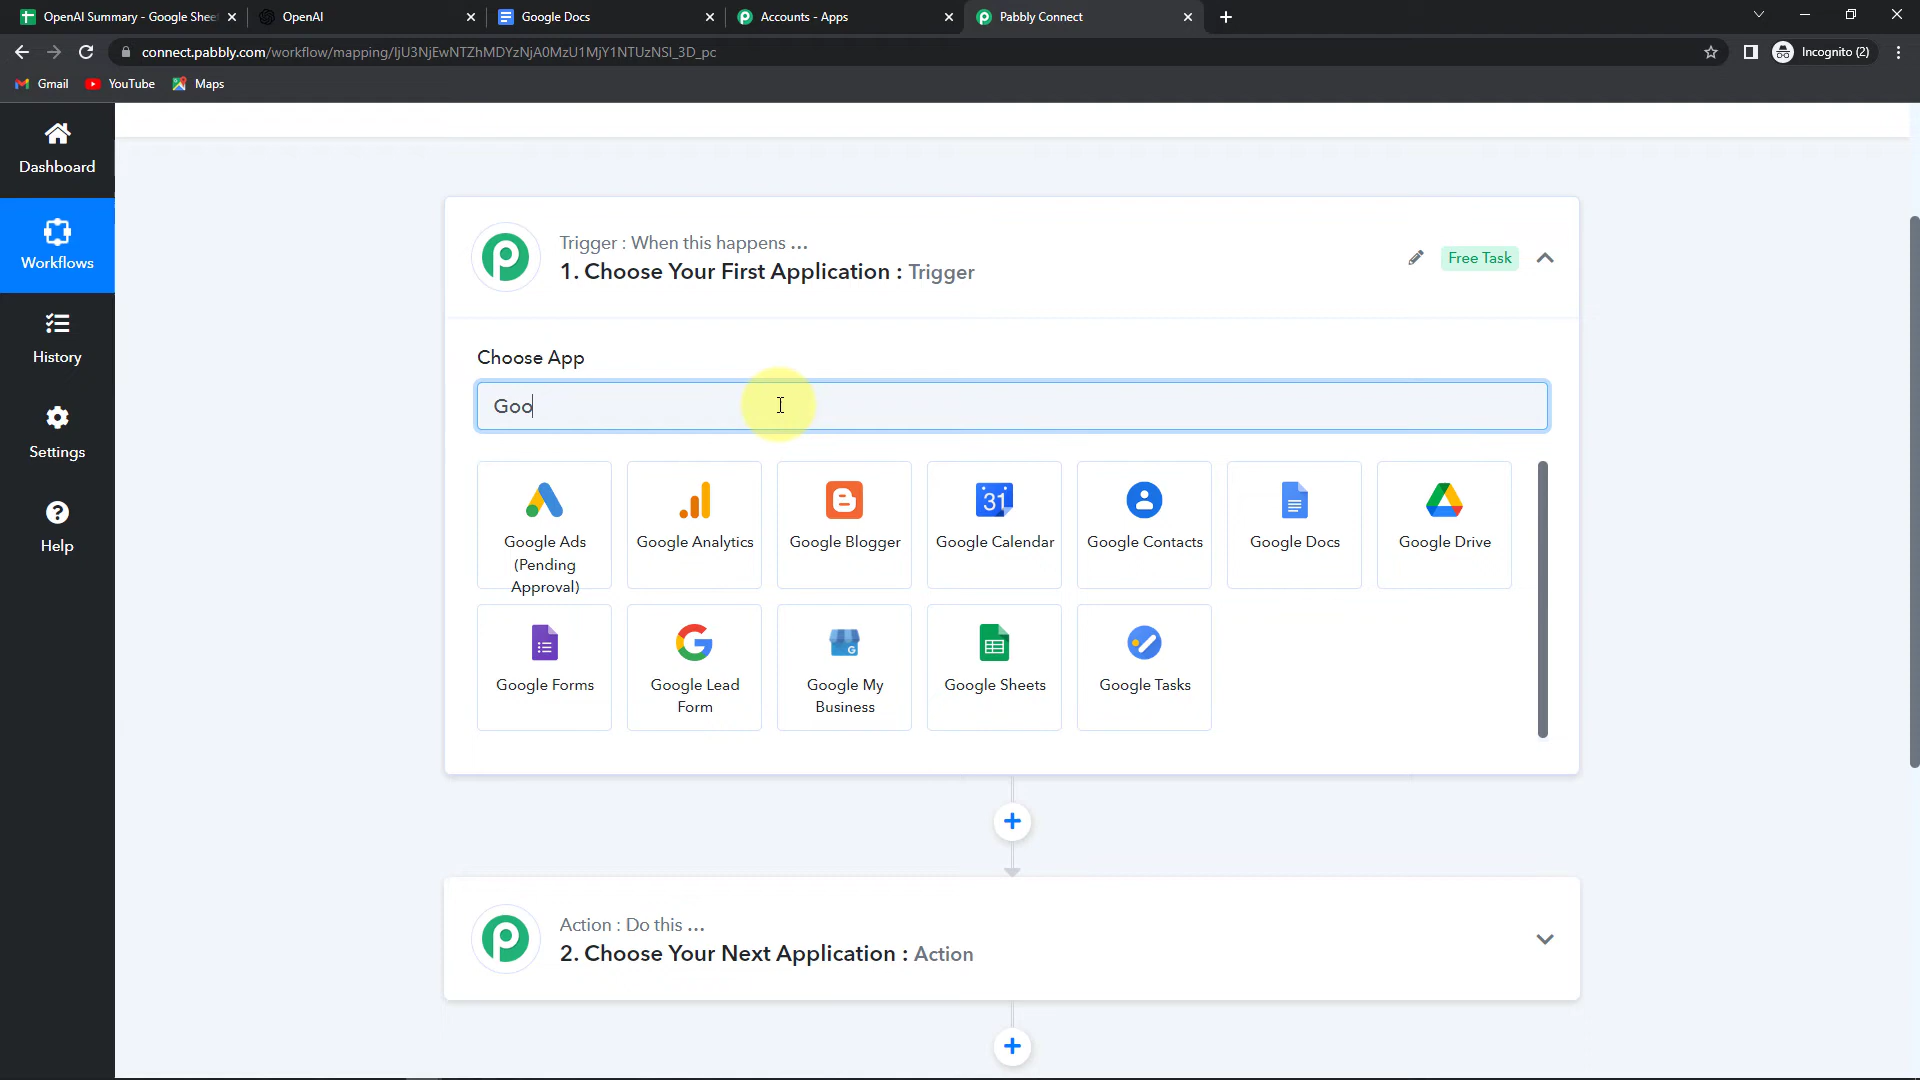 OpenAI Summary - Google Shee
OpenAI
Google Docs
Accounts - Apps
Pabbly Connect
connect.pabbly.com/workflow/mapping/IjU3NjEwNTZhMDYzNjA0MzU1MjY1NTUzNSI_3D_pc
Incognito (2)
Gmail
YouTube
Maps
Dashboard
Workflows
History
Settings
Help
Trigger : When this happens ...
1. Choose Your First Application : Trigger
Free Task
Choose App
Goo
31
Google Ads (Pending Approval)
Google Analytics
Google Blogger
Google Calendar
Google Contacts
Google Docs
Google Drive
Google Forms
Google Lead Form
Google My Business
Google Sheets
Google Tasks
Action : Do this ...
2. Choose Your Next Application : Action